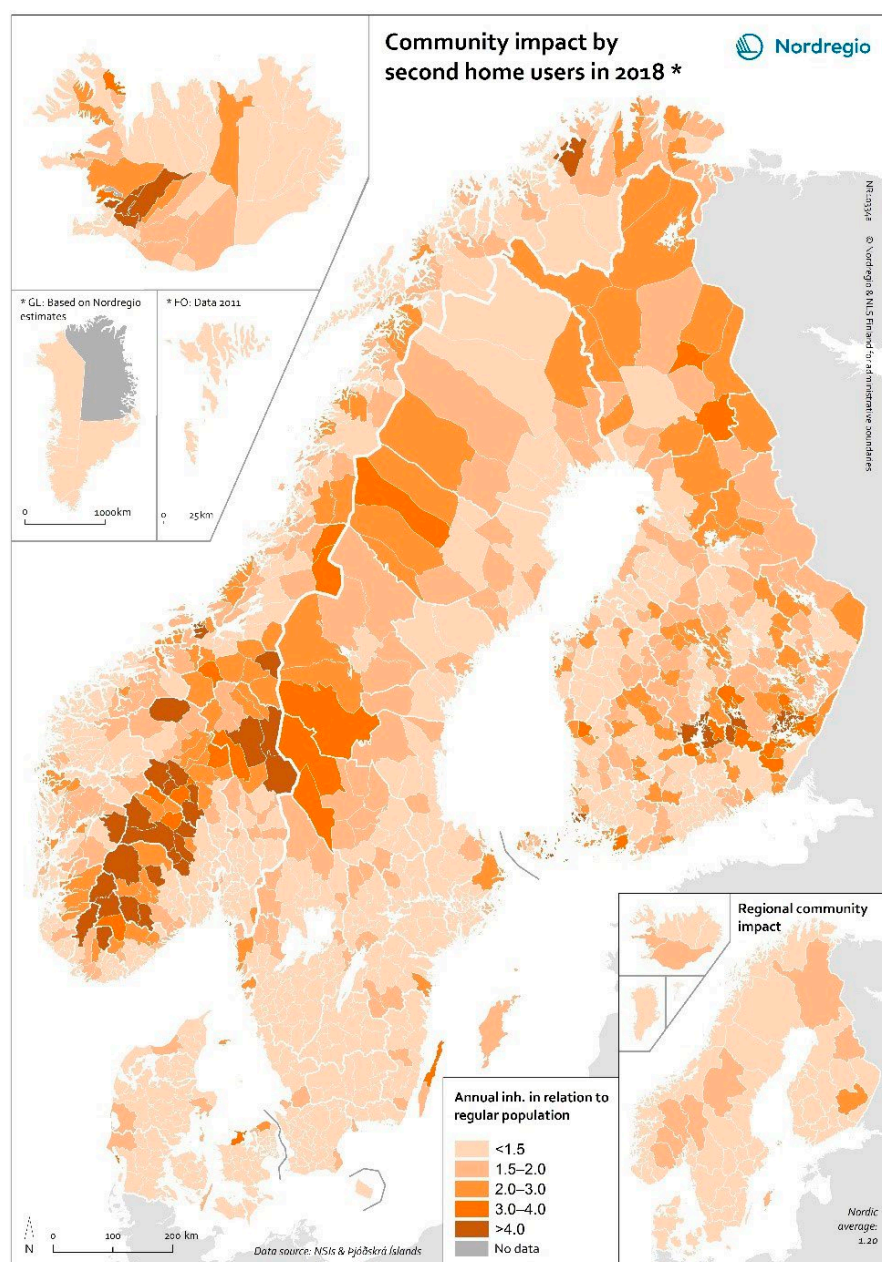 Community impact by
second home users in 2018 *
Nordregio
* GL: Based on Nordregio
estimates
* FO: Data 2011
0 1000km
0 25km
© Nordregio & NLS Finland for administrative boundaries
Regional community
impact
Annual inh. in relation to
regular population
<1.5
1.5–2.0
2.0–3.0
3.0–4.0
>4.0
No data
Nordic
average:
1.20
N
0 100 200 km
Data source: NSIs & Þjóðskrá Íslands